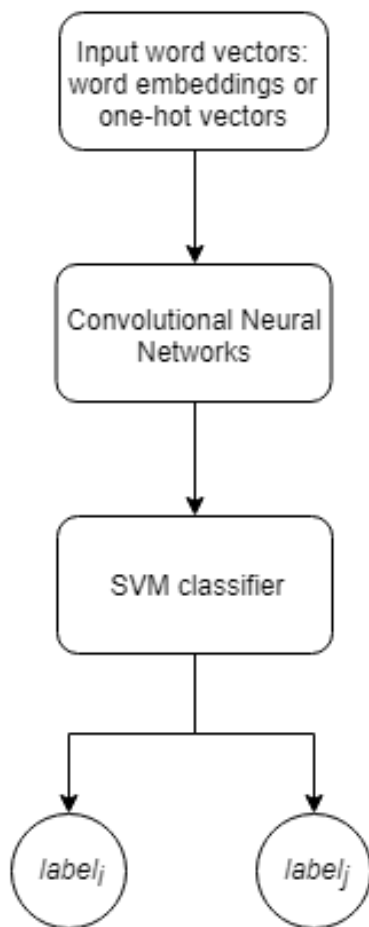 Input word vectors:
word embeddings or
one-hot vectors
Convolutional Neural
Networks
SVM classifier
labelᵢ
labelⱼ